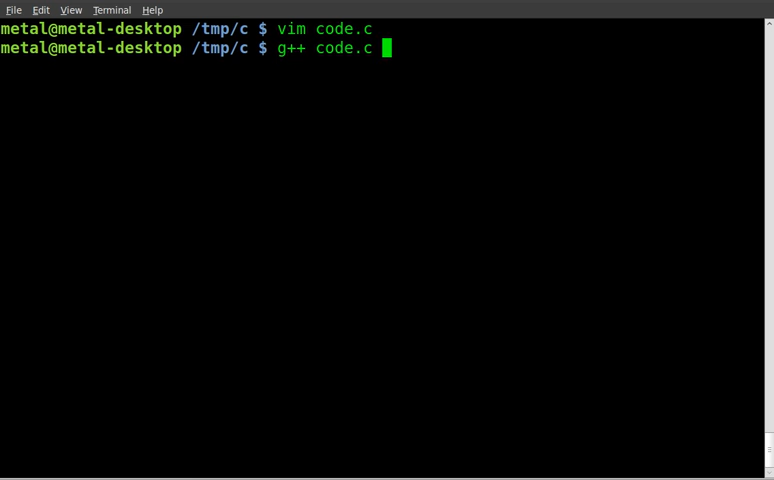 File Edit View Terminal Help
metal@metal-desktop /tmp/c $ vim code.c
metal@metal-desktop /tmp/c $ g++ code.c